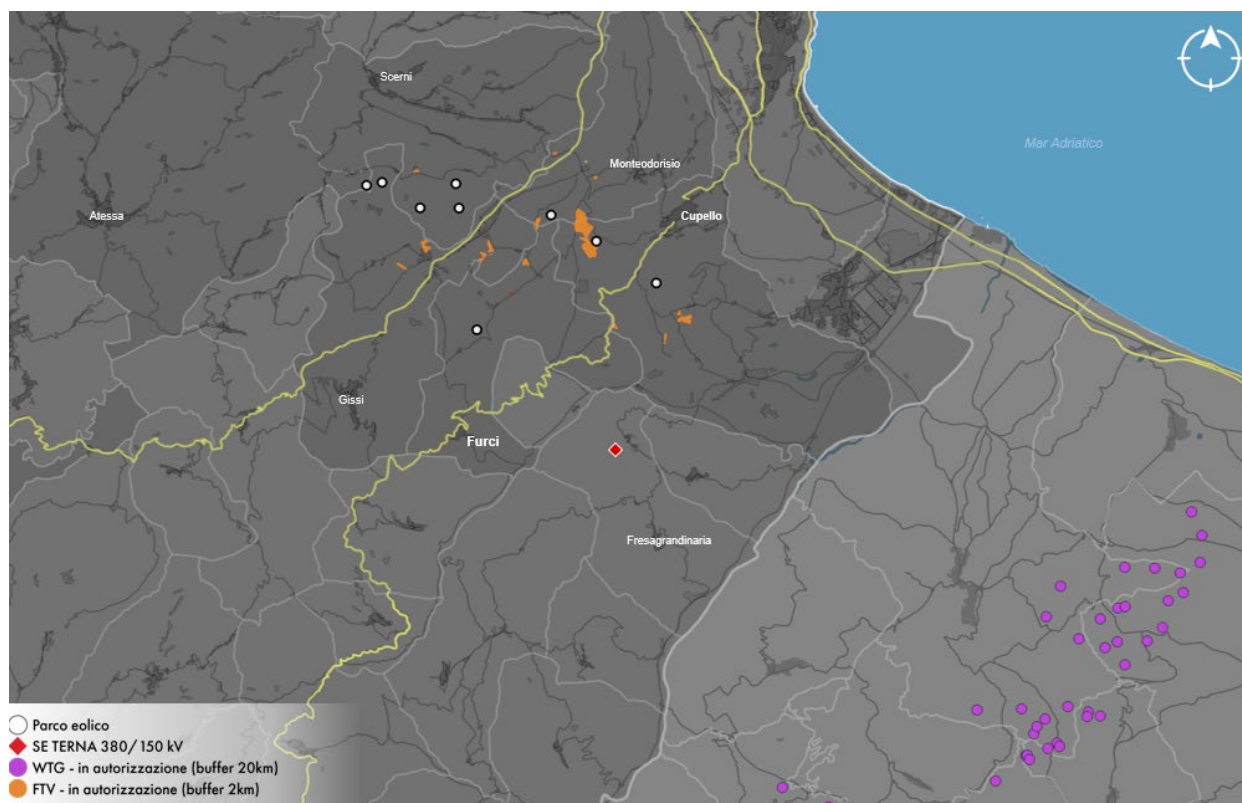 Scerni
Mar Adriatico
Monteodorisio
Atessa
Cupello
Gissi
Furci
Fresagrandinaria
Parco eolico
SE TERNA 380/150 kV
WTG - in autorizzazione (buffer 20km)
FTV - in autorizzazione (buffer 2km)